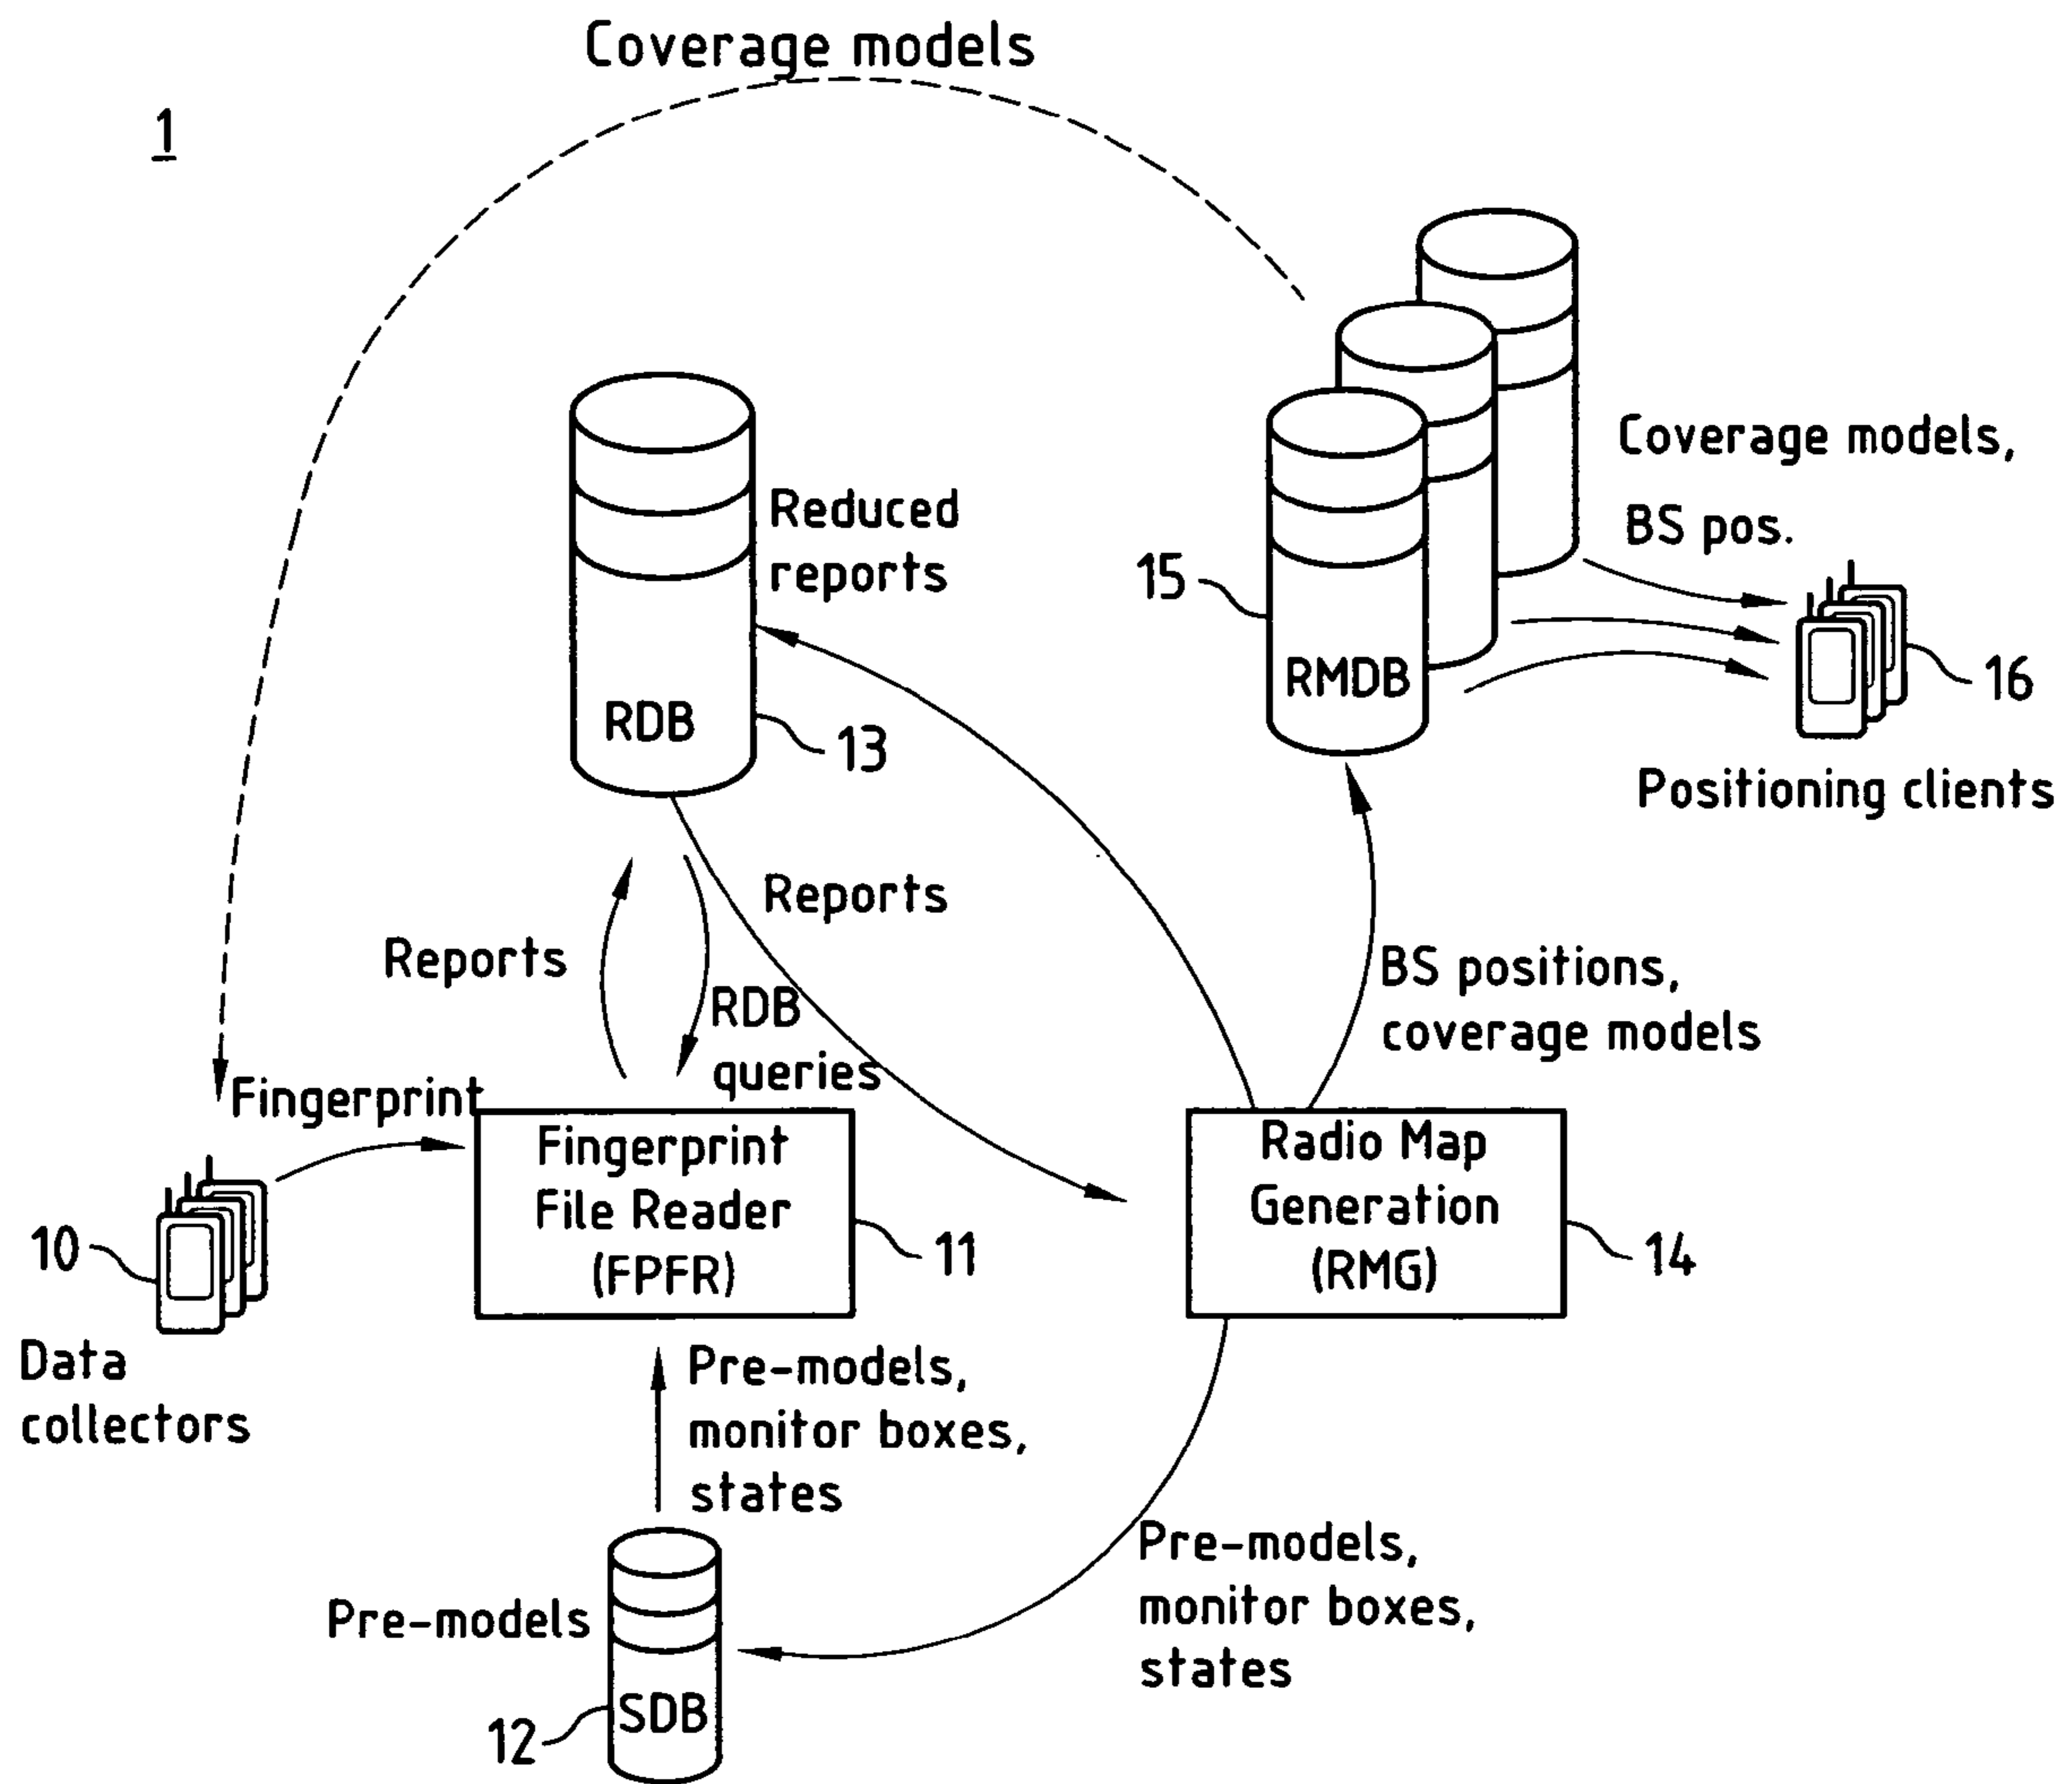 Coverage models
1
Reduced
reports
RDB
13
15
RMDB
Coverage models,
BS pos.
16
Positioning clients
Reports
Reports
RDB
queries
BS positions,
coverage models
Fingerprint
Fingerprint
File Reader
(FPFR)
11
Radio Map
Generation
(RMG)
14
10
Data
collectors
Pre-models,
monitor boxes,
states
Pre-models,
monitor boxes,
states
Pre-models
SDB
12